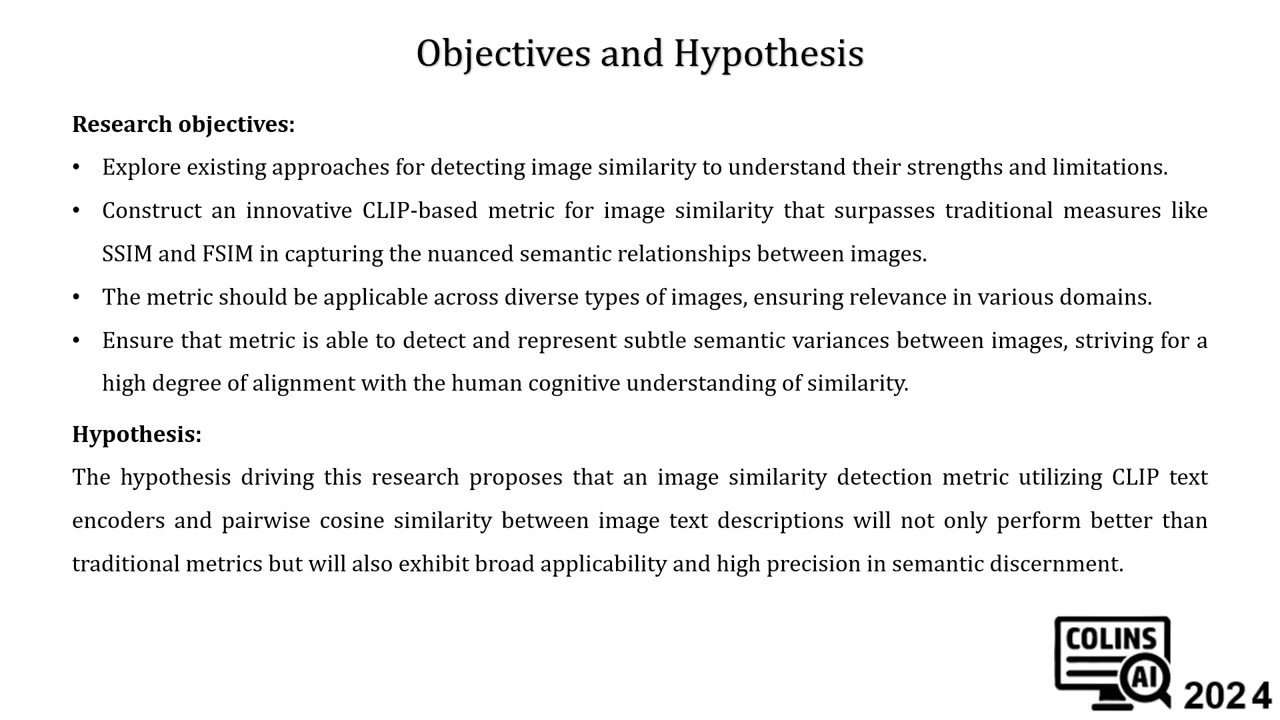 Objectives and Hypothesis
Research objectives:
• Explore existing approaches for detecting image similarity to understand their strengths and limitations.
• Construct an innovative CLIP-based metric for image similarity that surpasses traditional measures like
SSIM and FSIM in capturing the nuanced semantic relationships between images.
• The metric should be applicable across diverse types of images, ensuring relevance in various domains.
• Ensure that metric is able to detect and represent subtle semantic variances between images, striving for a
high degree of alignment with the human cognitive understanding of similarity.
Hypothesis:
The hypothesis driving this research proposes that an image similarity detection metric utilizing CLIP text
encoders and pairwise cosine similarity between image text descriptions will not only perform better than
traditional metrics but will also exhibit broad applicability and high precision in semantic discernment.
COLINS
AI
2024